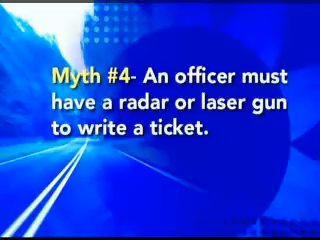 Myth #4- An officer must
have a radar or laser gun
to write a ticket.